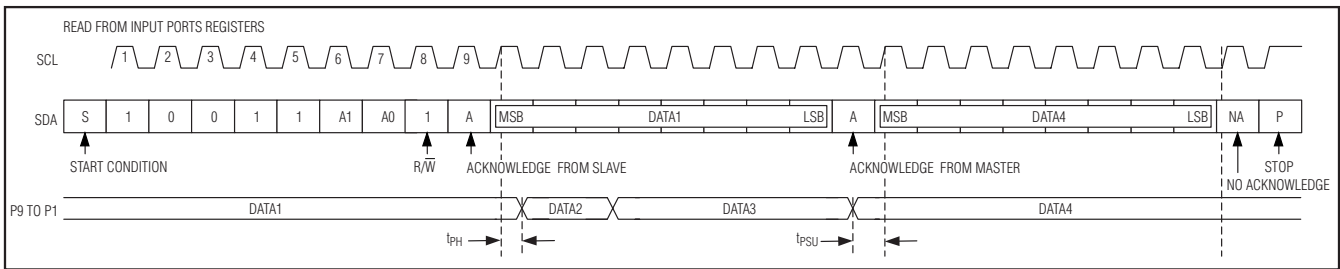 READ FROM INPUT PORTS REGISTERS
SCL 1 2 3 4 5 6 7 8 9
SDA S 1 0 0 1 1 A1 A0 1 A MSB DATA1 LSB A MSB DATA4 LSB NA P
START CONDITION R/W̅ ACKNOWLEDGE FROM SLAVE ACKNOWLEDGE FROM MASTER STOP
NO ACKNOWLEDGE
P9 TO P1 DATA1 DATA2 DATA3 DATA4
tPH tPSU